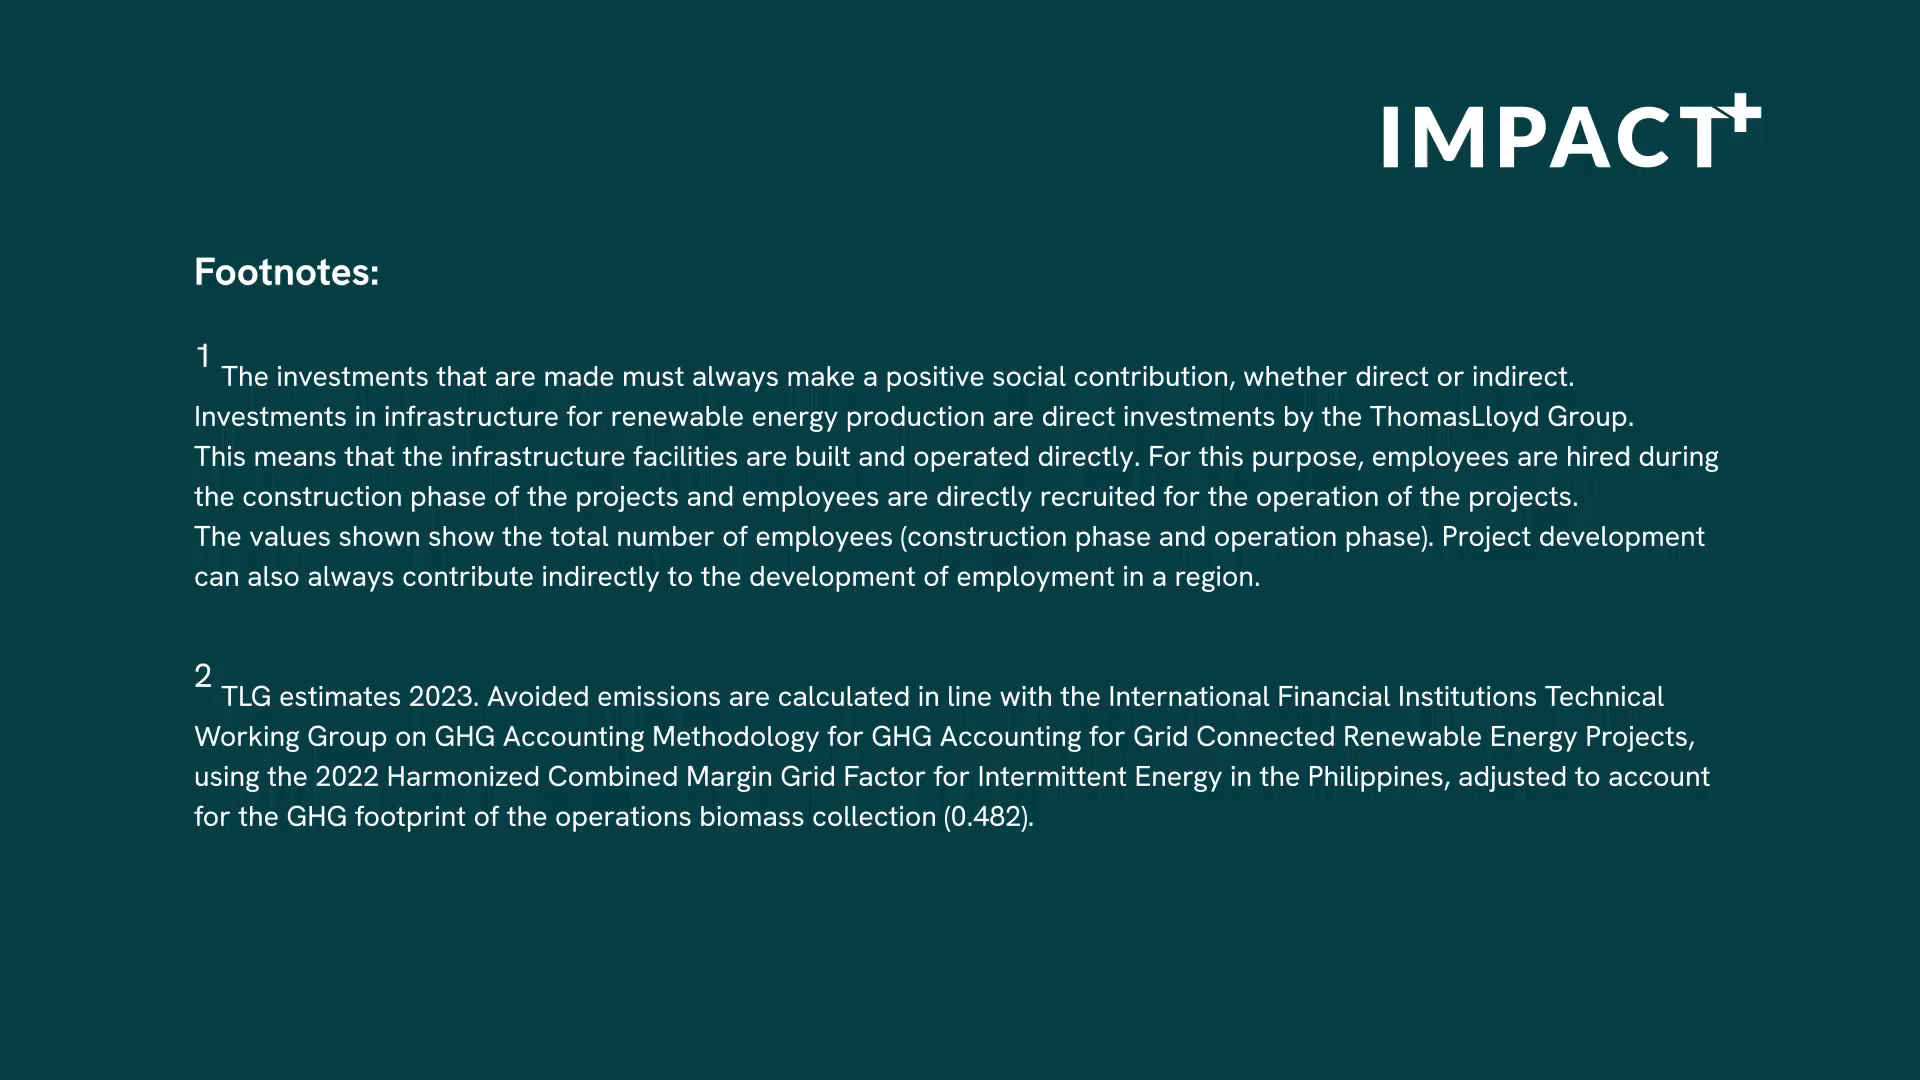 IMPACT+
Footnotes:
1 The investments that are made must always make a positive social contribution, whether direct or indirect.
Investments in infrastructure for renewable energy production are direct investments by the ThomasLloyd Group.
This means that the infrastructure facilities are built and operated directly. For this purpose, employees are hired during
the construction phase of the projects and employees are directly recruited for the operation of the projects.
The values shown show the total number of employees (construction phase and operation phase). Project development
can also always contribute indirectly to the development of employment in a region.
2 TLG estimates 2023. Avoided emissions are calculated in line with the International Financial Institutions Technical
Working Group on GHG Accounting Methodology for GHG Accounting for Grid Connected Renewable Energy Projects,
using the 2022 Harmonized Combined Margin Grid Factor for Intermittent Energy in the Philippines, adjusted to account
for the GHG footprint of the operations biomass collection (0.482).